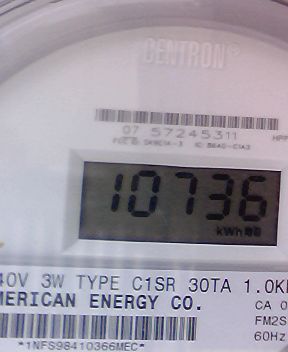 CENTRON®
07 57245311
10736
kWh
40V 3W TYPE C1SR 30TA 1.0K
MERICAN ENERGY CO.
CA 0
FM2S
60Hz
*1NFS98410366MEC*